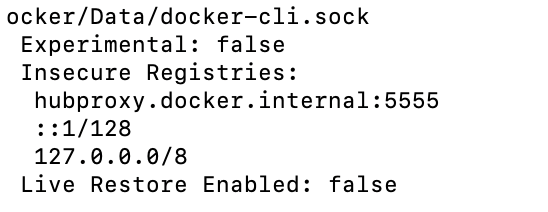 ocker/Data/docker-cli.sock
Experimental: false
Insecure Registries:
hubproxy.docker.internal:5555
::1/128
127.0.0.0/8
Live Restore Enabled: false